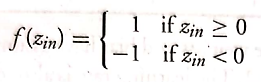 f(z_in) = { 1 if z_in ≥ 0
-1 if z_in < 0